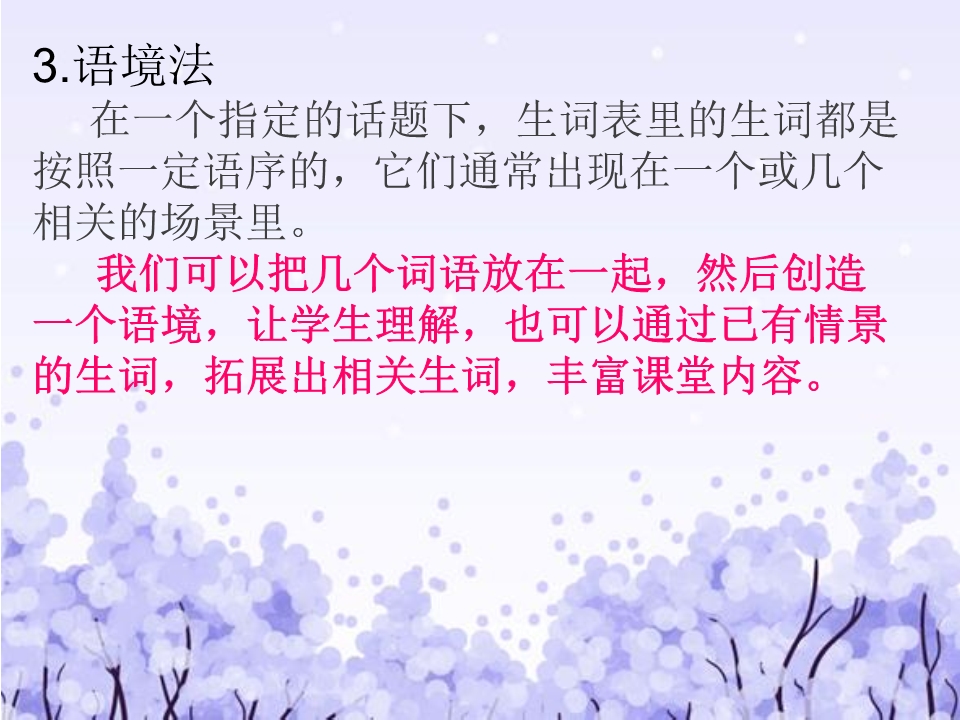 3.语境法
在一个指定的话题下，生词表里的生词都是
按照一定语序的，它们通常出现在一个或几个
相关的场景里。
我们可以把几个词语放在一起，然后创造
一个语境，让学生理解，也可以通过已有情景
的生词，拓展出相关生词，丰富课堂内容。